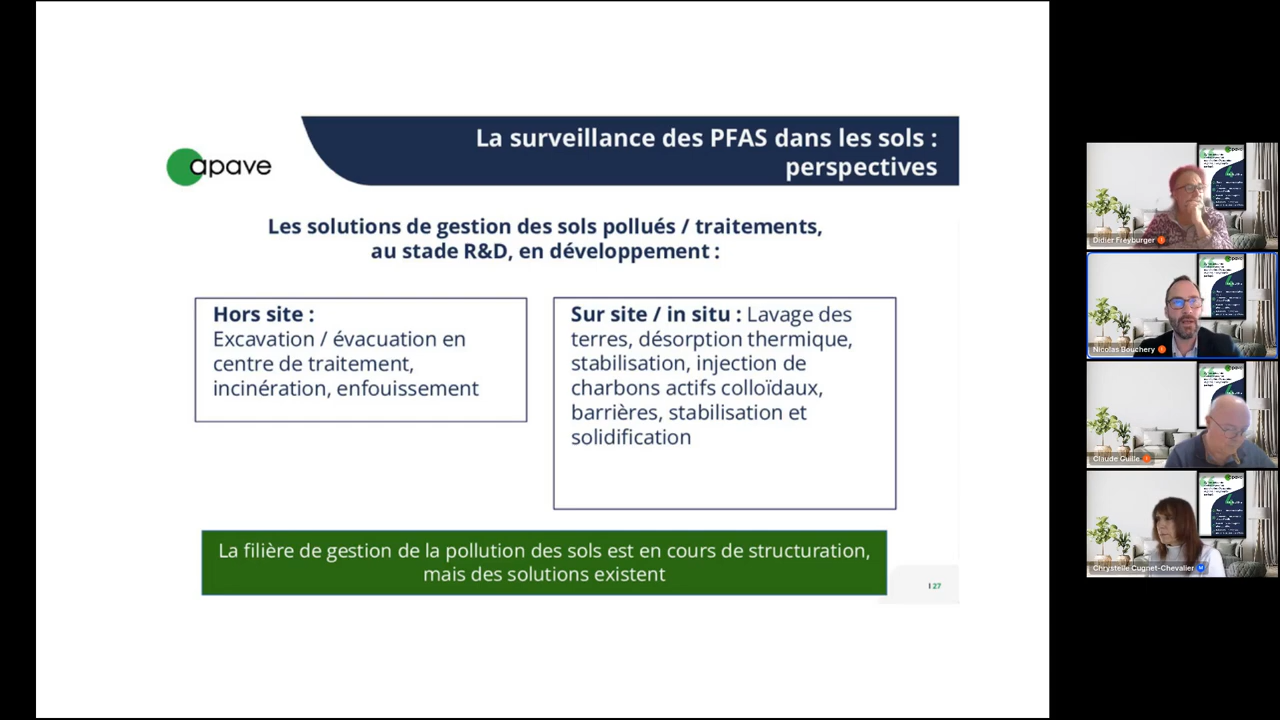 apave
La surveillance des PFAS dans les sols :
perspectives
Les solutions de gestion des sols pollués / traitements,
au stade R&D, en développement :
Hors site :
Excavation / évacuation en
centre de traitement,
incinération, enfouissement
Sur site / in situ : Lavage des
terres, désorption thermique,
stabilisation, injection de
charbons actifs colloïdaux,
barrières, stabilisation et
solidification
La filière de gestion de la pollution des sols est en cours de structuration,
mais des solutions existent
27
Didier Freyburger
Nicolas Bouchery
Claude Guille
Chrystelle Cugnet-Chevalier